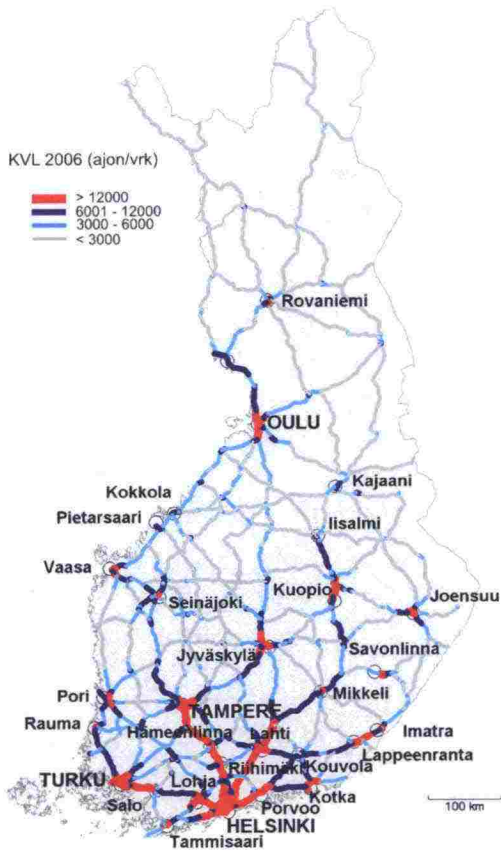 KVL 2006 (ajon/vrk)
> 12000
6001 - 12000
3000 - 6000
< 3000
Rovaniemi
OULU
Kajaani
Kokkola
Iisalmi
Pietarsaari
Vaasa
Kuopio
Joensuu
Seinäjoki
Jyväskylä
Savonlinna
Mikkeli
Pori
TAMPERE
Rauma
Hämeenlinna
Lahti
Imatra
Riihimäki
Kouvola
Lappeenranta
TURKU
Lohja
Salo
Porvoo
Kotka
HELSINKI
Tammisaari
100 km